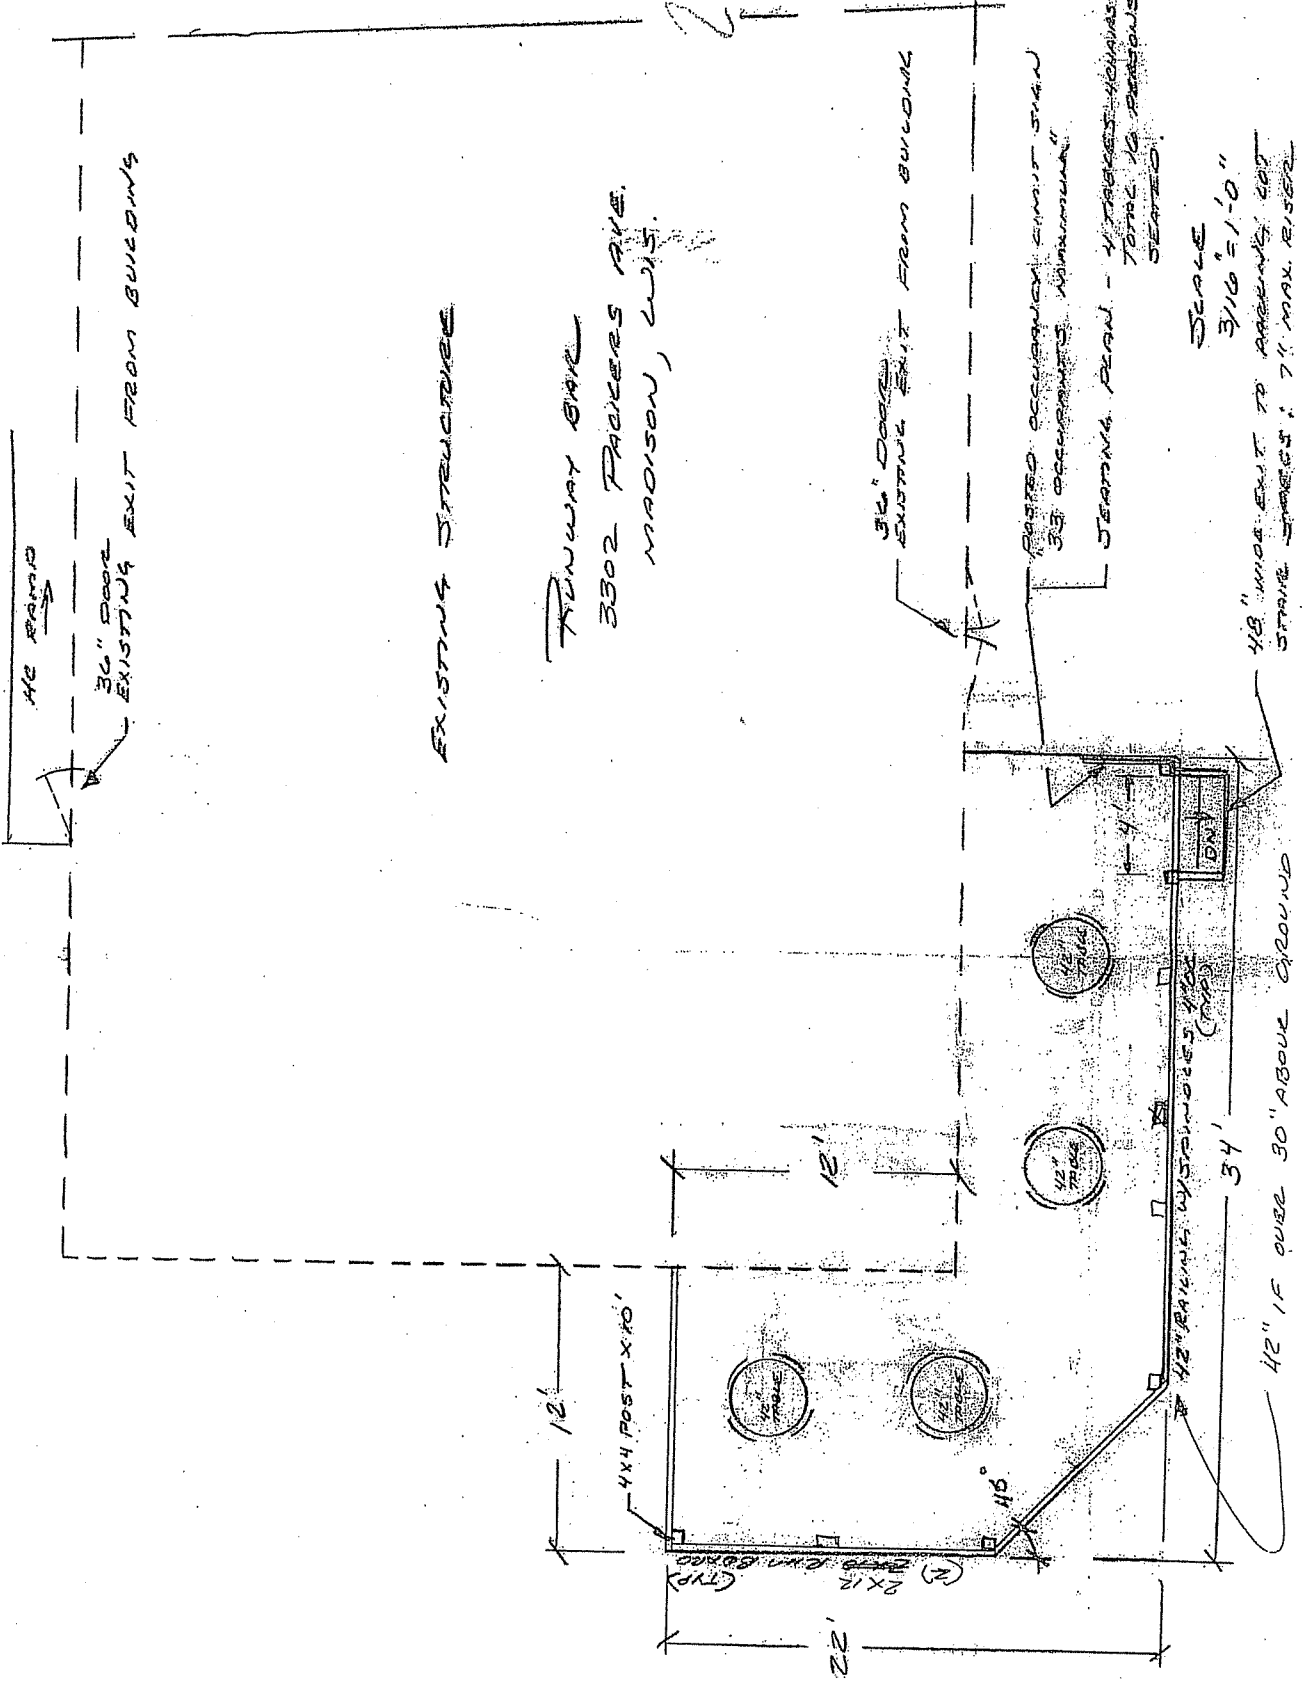 HC RAMP
36" DOOR
EXISTING EXIT FROM BUILDING
EXISTING STRUCTURE
RUNWAY BAR
3302 PACKERS AVE.
MADISON, WIS.
36" DOOR
EXISTING EXIT FROM BUILDING
POSTED OCCUPANCY LIMIT SIGN
33 OCCUPANTS MAXIMUM"
SEATING PLAN - 4 TABLES - 4 CHAIRS
TOTAL 16 PERSONS
SEATED.
SCALE
3/16" = 1'-0"
48" WIDE EXIT TO PARKING LOT
STAIRS: 7" MAX. RISER
12'
4X4 POST X 10'
12'
42"
TABLE
42"
TABLE
42"
TABLE
42"
TABLE
4'
DN
(TYP)
(2) 2X12 RIM BOARD
22'
34'
42" RAILING W/SPINDLES 4"OC
(TYP)
42" IF OVER 30" ABOVE GROUND